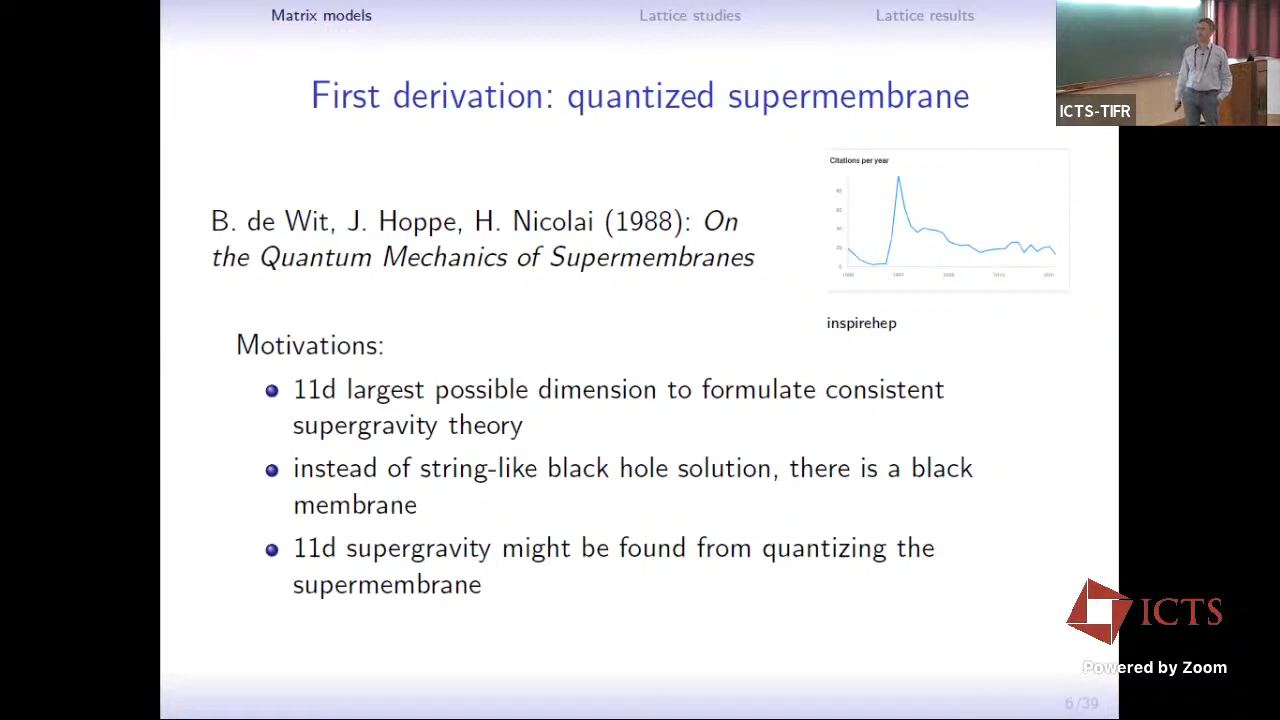 Matrix models
Lattice studies
Lattice results
ICTS-TIFR
First derivation: quantized supermembrane
Citations per year
B. de Wit, J. Hoppe, H. Nicolai (1988): On
the Quantum Mechanics of Supermembranes
inspirehep
Motivations:
11d largest possible dimension to formulate consistent
supergravity theory
instead of string-like black hole solution, there is a black
membrane
11d supergravity might be found from quantizing the
supermembrane
ICTS
Powered by Zoom
6/39